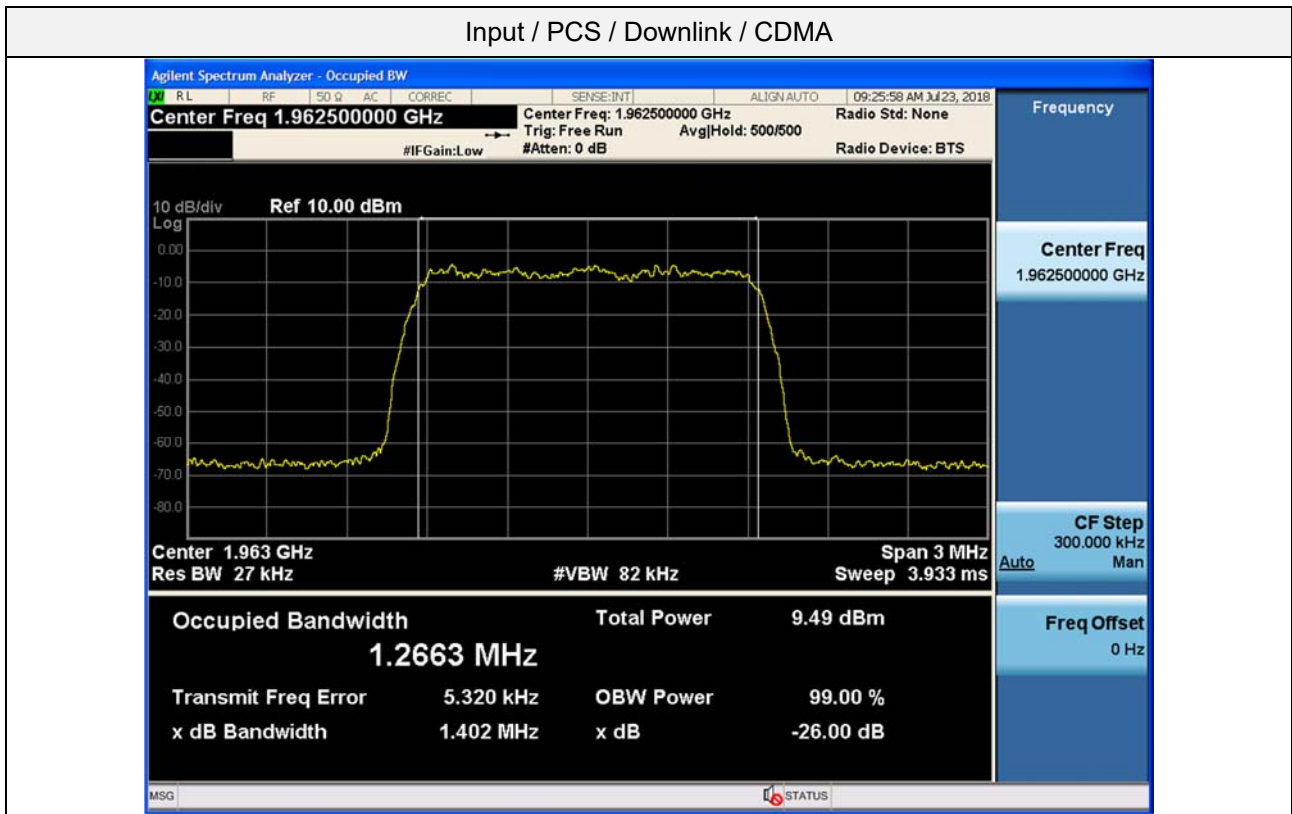 Input / PCS / Downlink / CDMA
Agilent Spectrum Analyzer - Occupied BW
LXI RL RF 50 Ω AC CORREC SENSE:INT ALIGN AUTO 09:25:58 AM Jul 23, 2018
Center Freq 1.962500000 GHz Center Freq: 1.962500000 GHz Radio Std: None Frequency
Trig: Free Run Avg|Hold: 500/500
#IFGain:Low #Atten: 0 dB Radio Device: BTS
10 dB/div Ref 10.00 dBm
Log
0.00
-10.0
-20.0
-30.0
-40.0
-50.0
-60.0
-70.0
-80.0
Center 1.963 GHz Span 3 MHz
Res BW 27 kHz #VBW 82 kHz Sweep 3.933 ms
Center Freq
1.962500000 GHz
CF Step
300.000 kHz
Auto Man
Freq Offset
0 Hz
Occupied Bandwidth Total Power 9.49 dBm
1.2663 MHz
Transmit Freq Error 5.320 kHz OBW Power 99.00 %
x dB Bandwidth 1.402 MHz x dB -26.00 dB
MSG STATUS